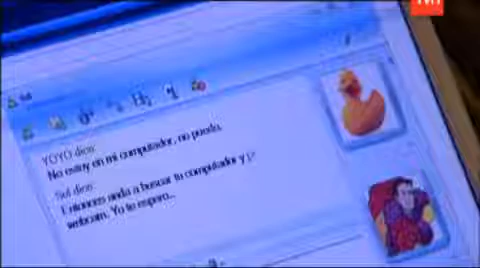 TVN
YOYO dice:
No estoy en mi computador, no puedo.
Sol dice:
Entonces anda a buscar tu computador y
webcam. Yo te espero...